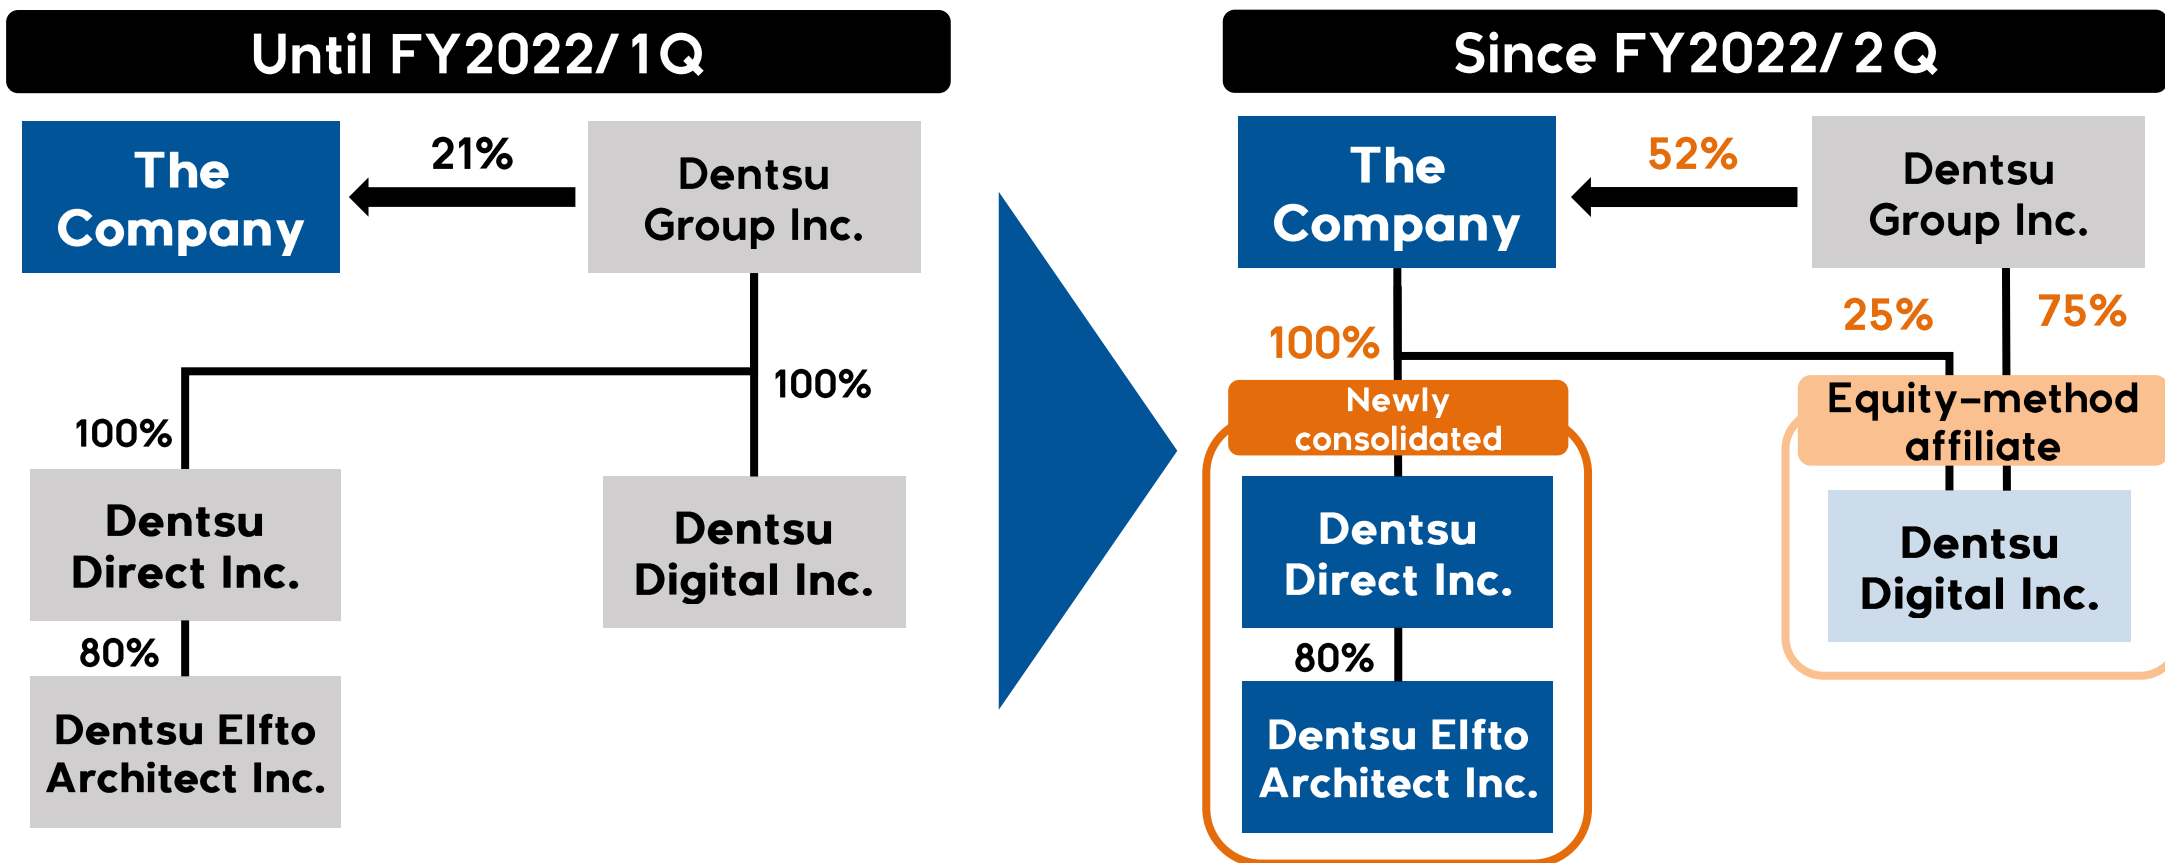 Until FY2022/1Q
The
Company
21%
Dentsu
Group Inc.
100%
100%
Dentsu
Direct Inc.
Dentsu
Digital Inc.
80%
Dentsu Elfto
Architect Inc.
Since FY2022/2Q
The
Company
52%
Dentsu
Group Inc.
100%
25%
75%
Newly
consolidated
Equity-method
affiliate
Dentsu
Direct Inc.
Dentsu
Digital Inc.
80%
Dentsu Elfto
Architect Inc.